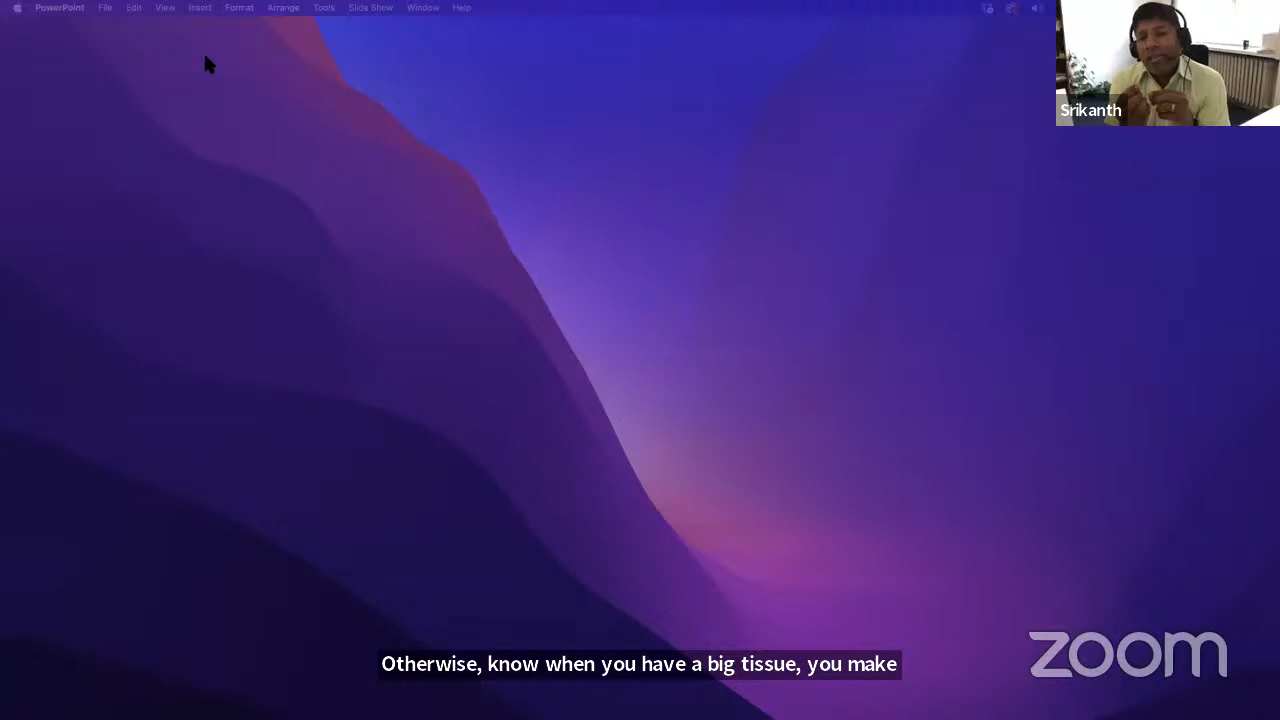 PowerPoint File Edit View Insert Format Arrange Tools Slide Show Window Help
Srikanth
Otherwise, know when you have a big tissue, you make
zoom